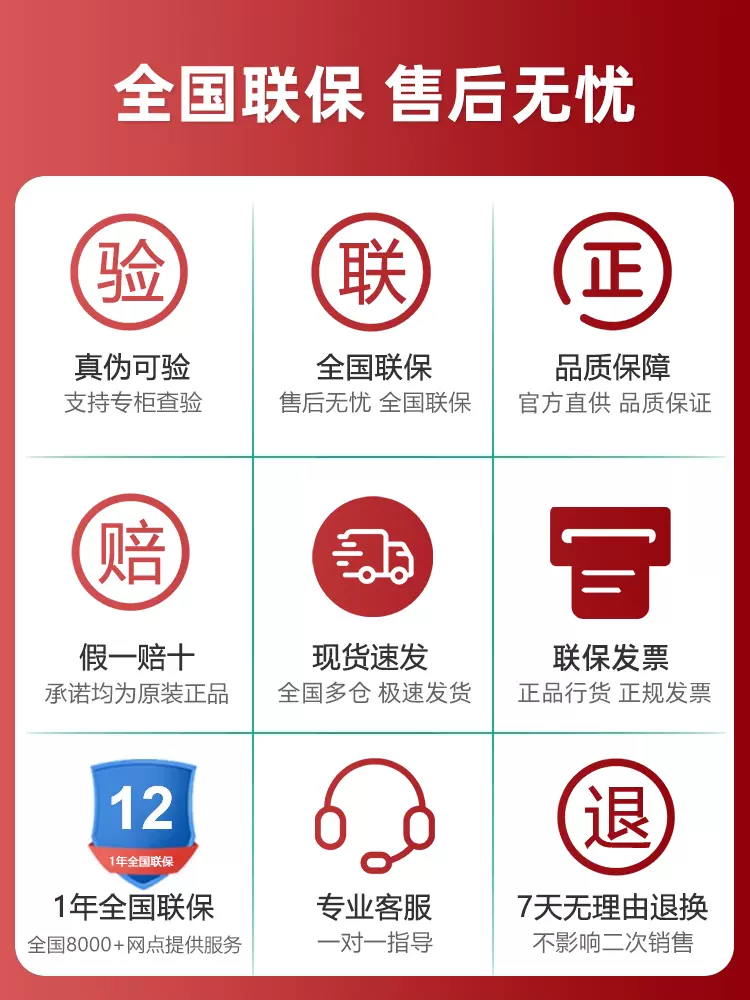 全国联保 售后无忧
验
真伪可验
支持专柜查验
联
全国联保
售后无忧 全国联保
正
品质保障
官方直供 品质保证
赔
假一赔十
承诺均为原装正品
现货速发
全国多仓 极速发货
联保发票
正品行货 正规发票
12
1年全国联保
1年全国联保
全国8000+网点提供服务
专业客服
一对一指导
退
7天无理由退换
不影响二次销售